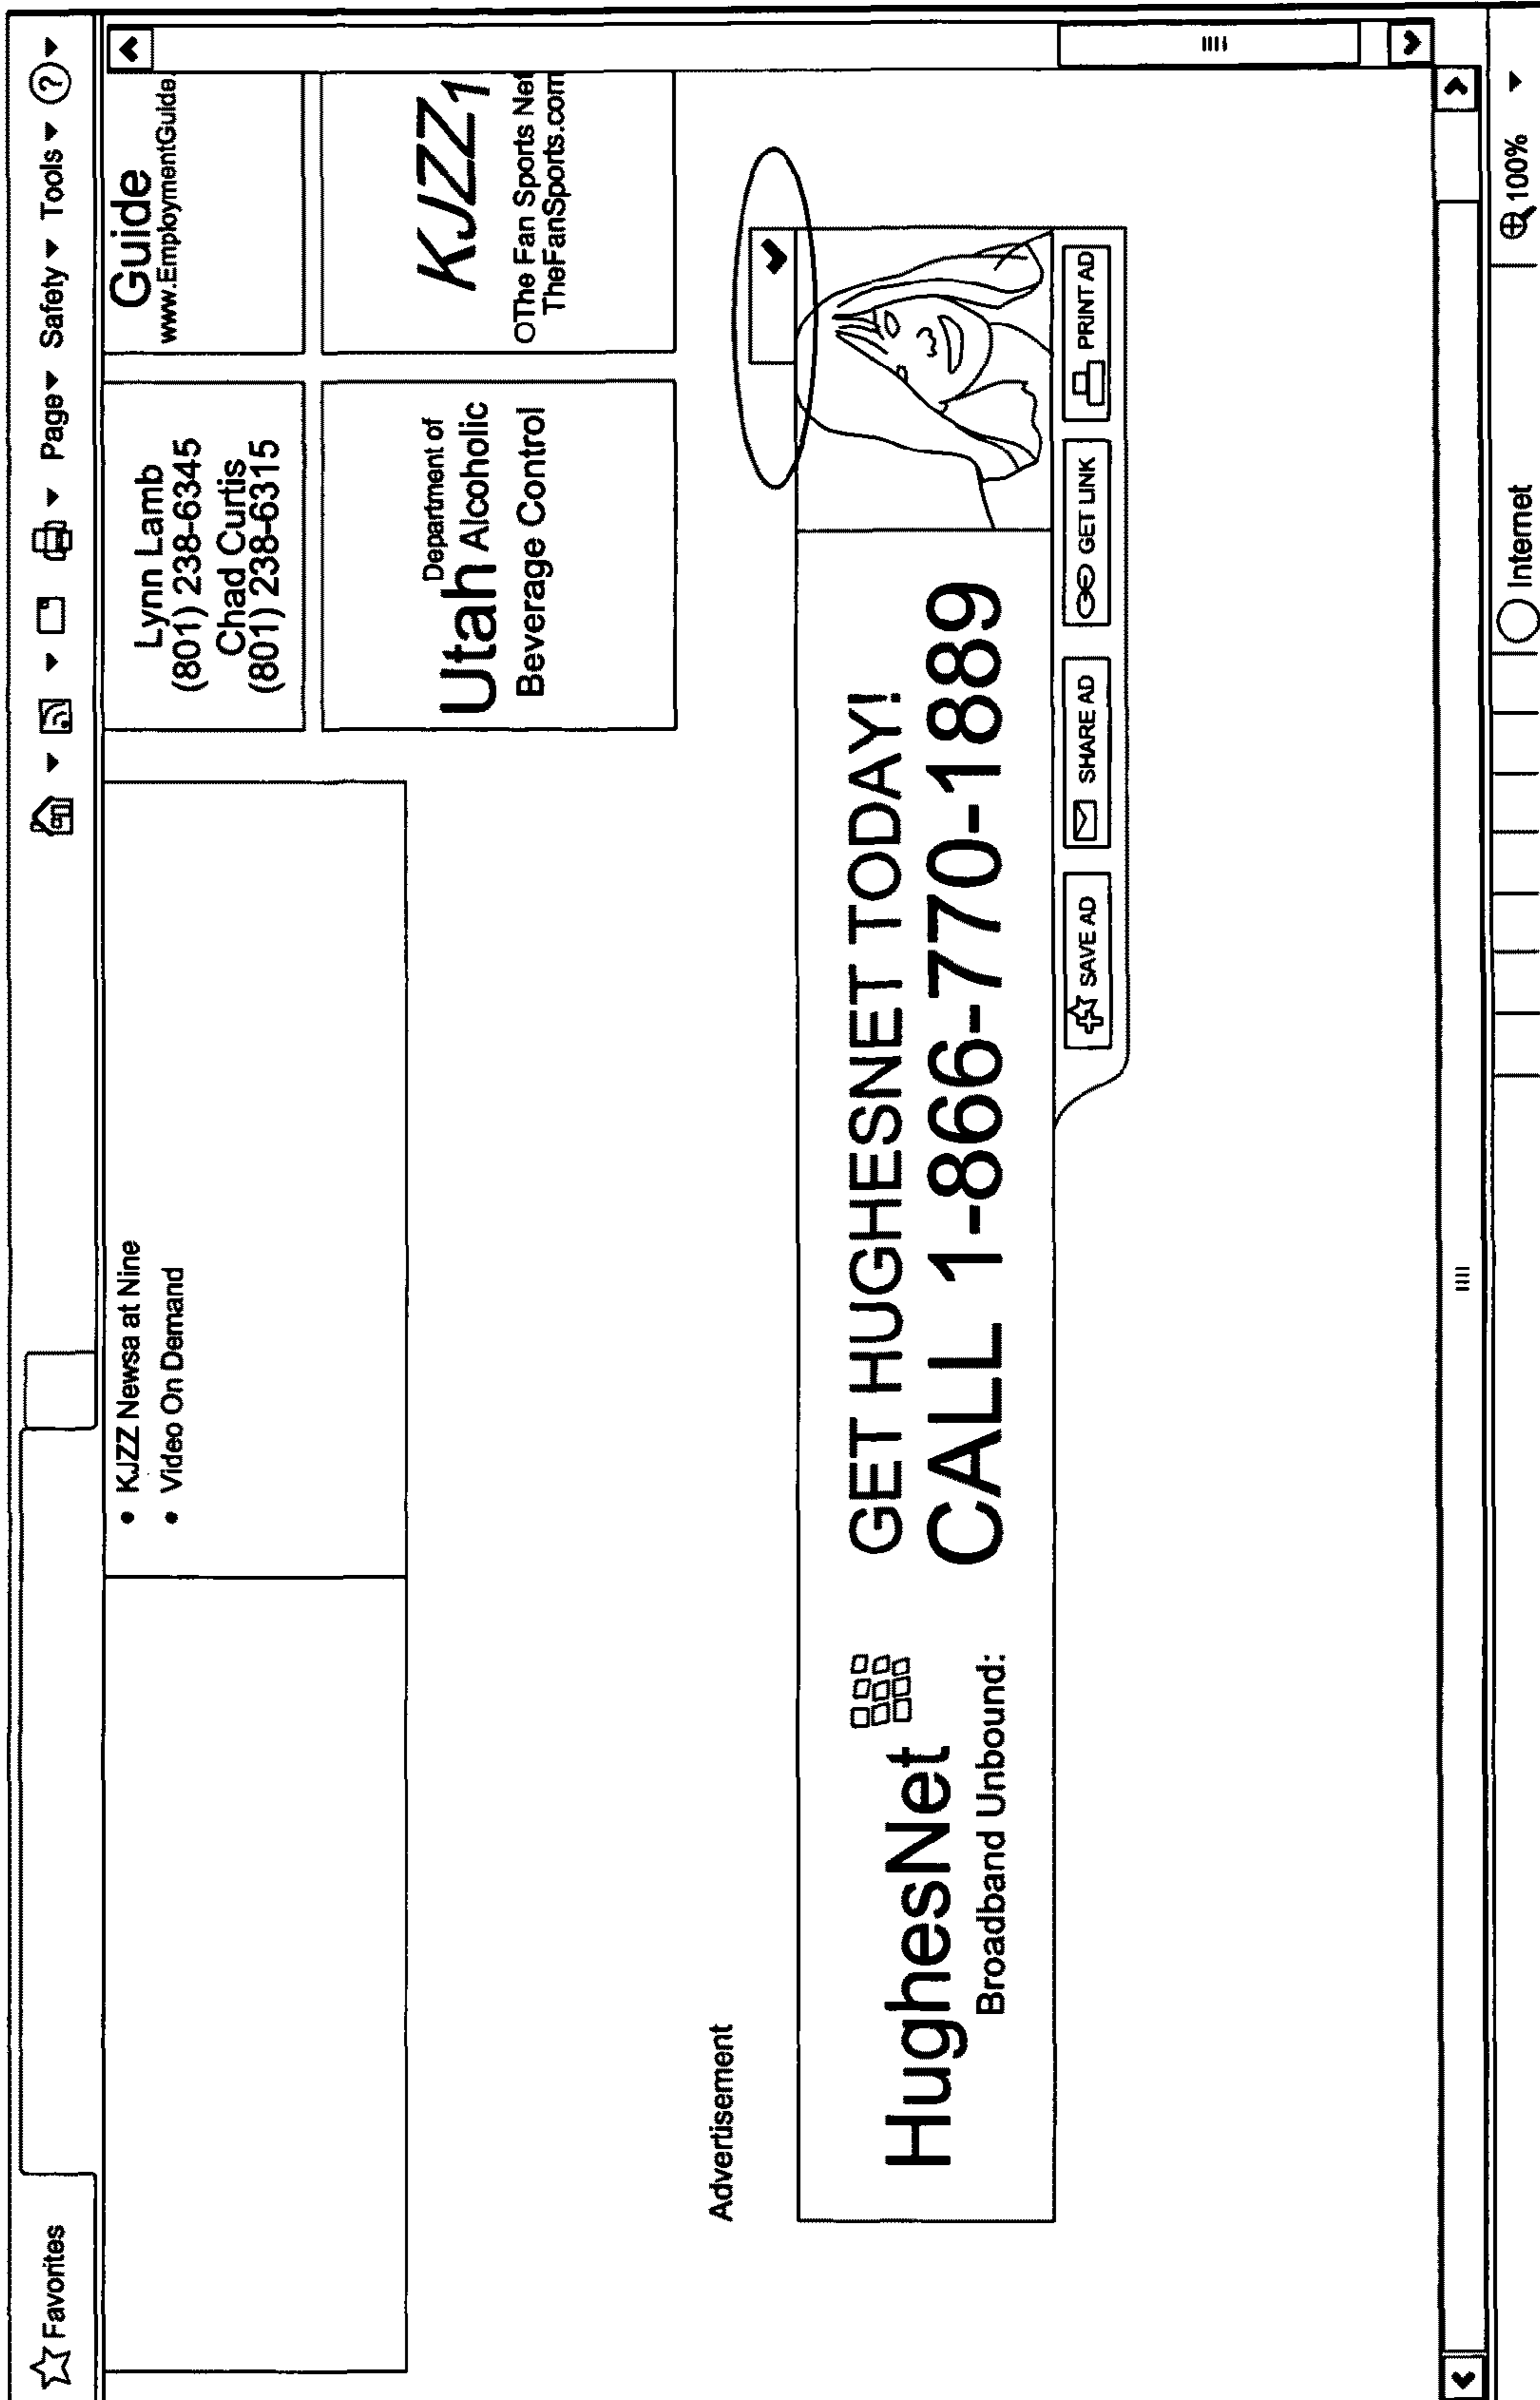 Favorites
Page
Safety
Tools
?
• KJZZ Newsa at Nine
• Video On Demand
Lynn Lamb
(801) 238-6345
Chad Curtis
(801) 238-6315
Guide
www.EmploymentGuide
Department of
Utah Alcoholic
Beverage Control
KJZZ1
OThe Fan Sports Net
TheFanSports.com
Advertisement
HughesNet
Broadband Unbound:
GET HUGHESNET TODAY!
CALL 1-866-770-1889
SAVE AD
SHARE AD
GET LINK
PRINT AD
Internet
100%